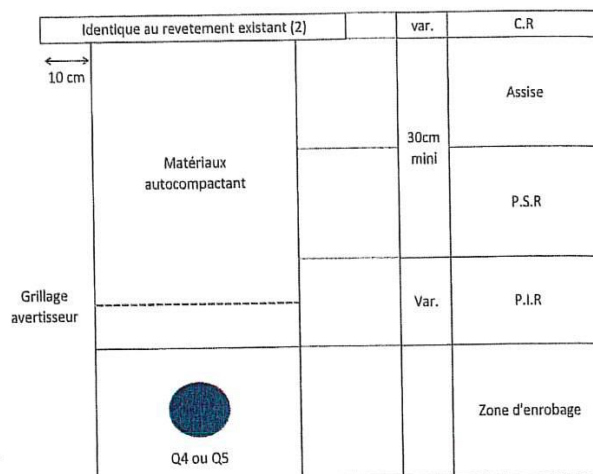 Identique au revetement existant (2)
var.
C.R
10 cm
Assise
30cm
mini
Matériaux
autocompactant
P.S.R
Grillage
avertisseur
Var.
P.I.R
Zone d'enrobage
Q4 ou Q5